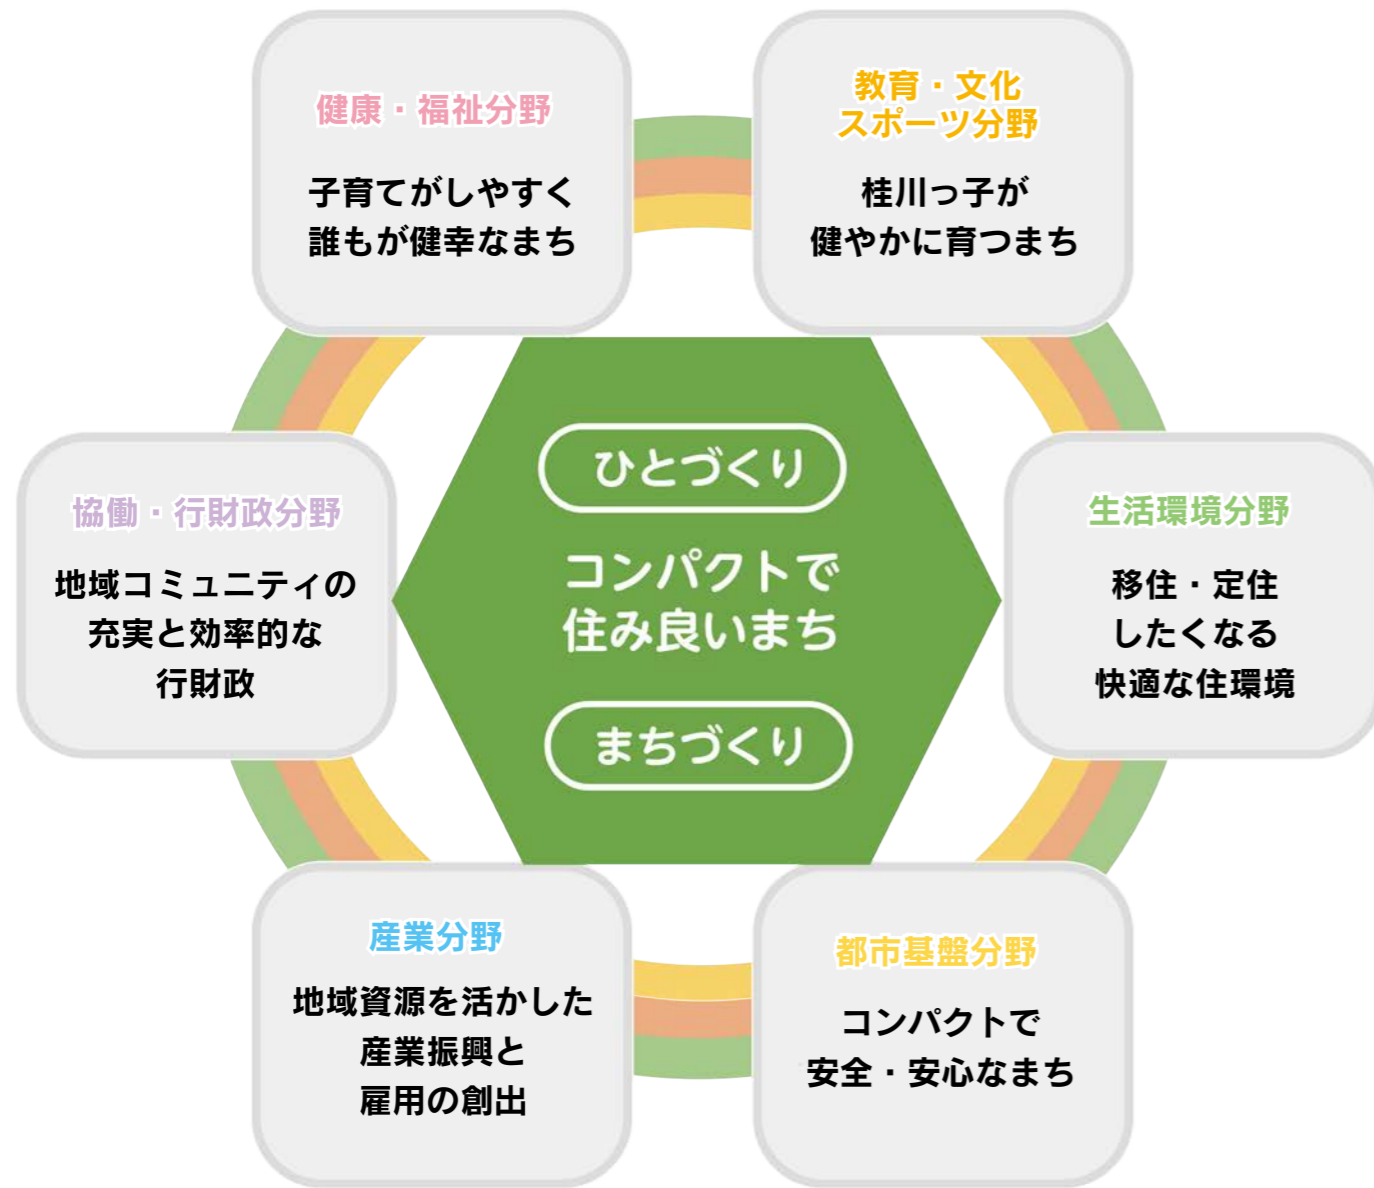 健康・福祉分野
子育てがしやすく
誰もが健幸なまち
教育・文化
スポーツ分野
桂川っ子が
健やかに育つまち
協働・行財政分野
地域コミュニティの
充実と効率的な
行財政
ひとづくり
コンパクトで
住み良いまち
まちづくり
生活環境分野
移住・定住
したくなる
快適な住環境
産業分野
地域資源を活かした
産業振興と
雇用の創出
都市基盤分野
コンパクトで
安全・安心なまち